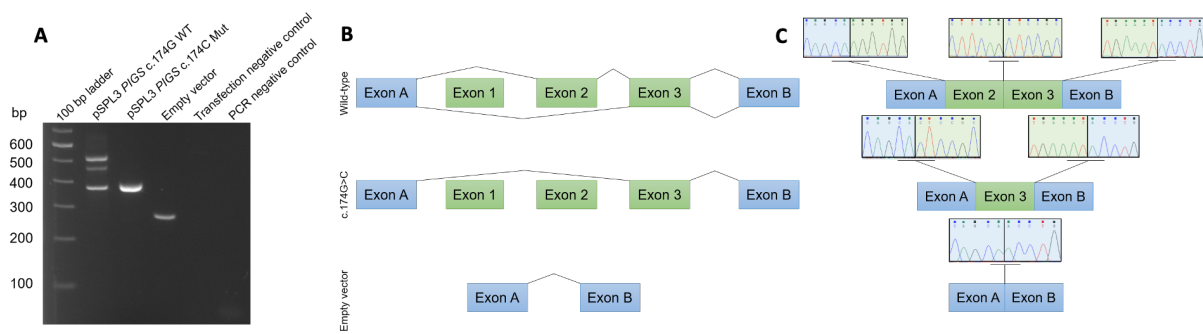 A
bp
100 bp ladder
pSPL3 PIGS c.174G WT
pSPL3 PIGS c.174C Mut
Empty vector
Transfection negative control
PCR negative control
600
500
400
300
200
100
B
Wild-type
Exon A
Exon 1
Exon 2
Exon 3
Exon B
c.174G>C
Exon A
Exon 1
Exon 2
Exon 3
Exon B
Empty vector
Exon A
Exon B
C
Exon A
Exon 2
Exon 3
Exon B
Exon A
Exon 3
Exon B
Exon A
Exon B